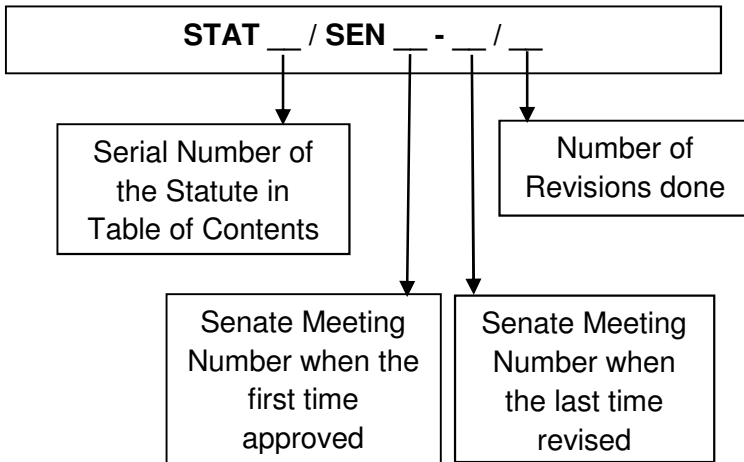 STAT __ / SEN __ - __ / __
Serial Number of
the Statute in
Table of Contents
Number of
Revisions done
Senate Meeting
Number when the
first time
approved
Senate Meeting
Number when
the last time
revised